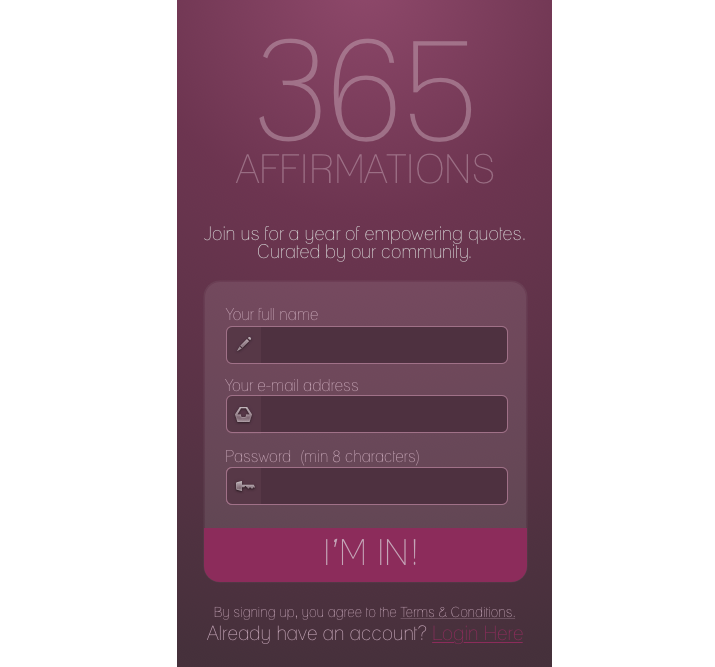 365
AFFIRMATIONS
Join us for a year of empowering quotes.
Curated by our community.
Your full name
Your e-mail address
Password (min 8 characters)
I'M IN!
By signing up, you agree to the Terms & Conditions.
Already have an account? Login Here